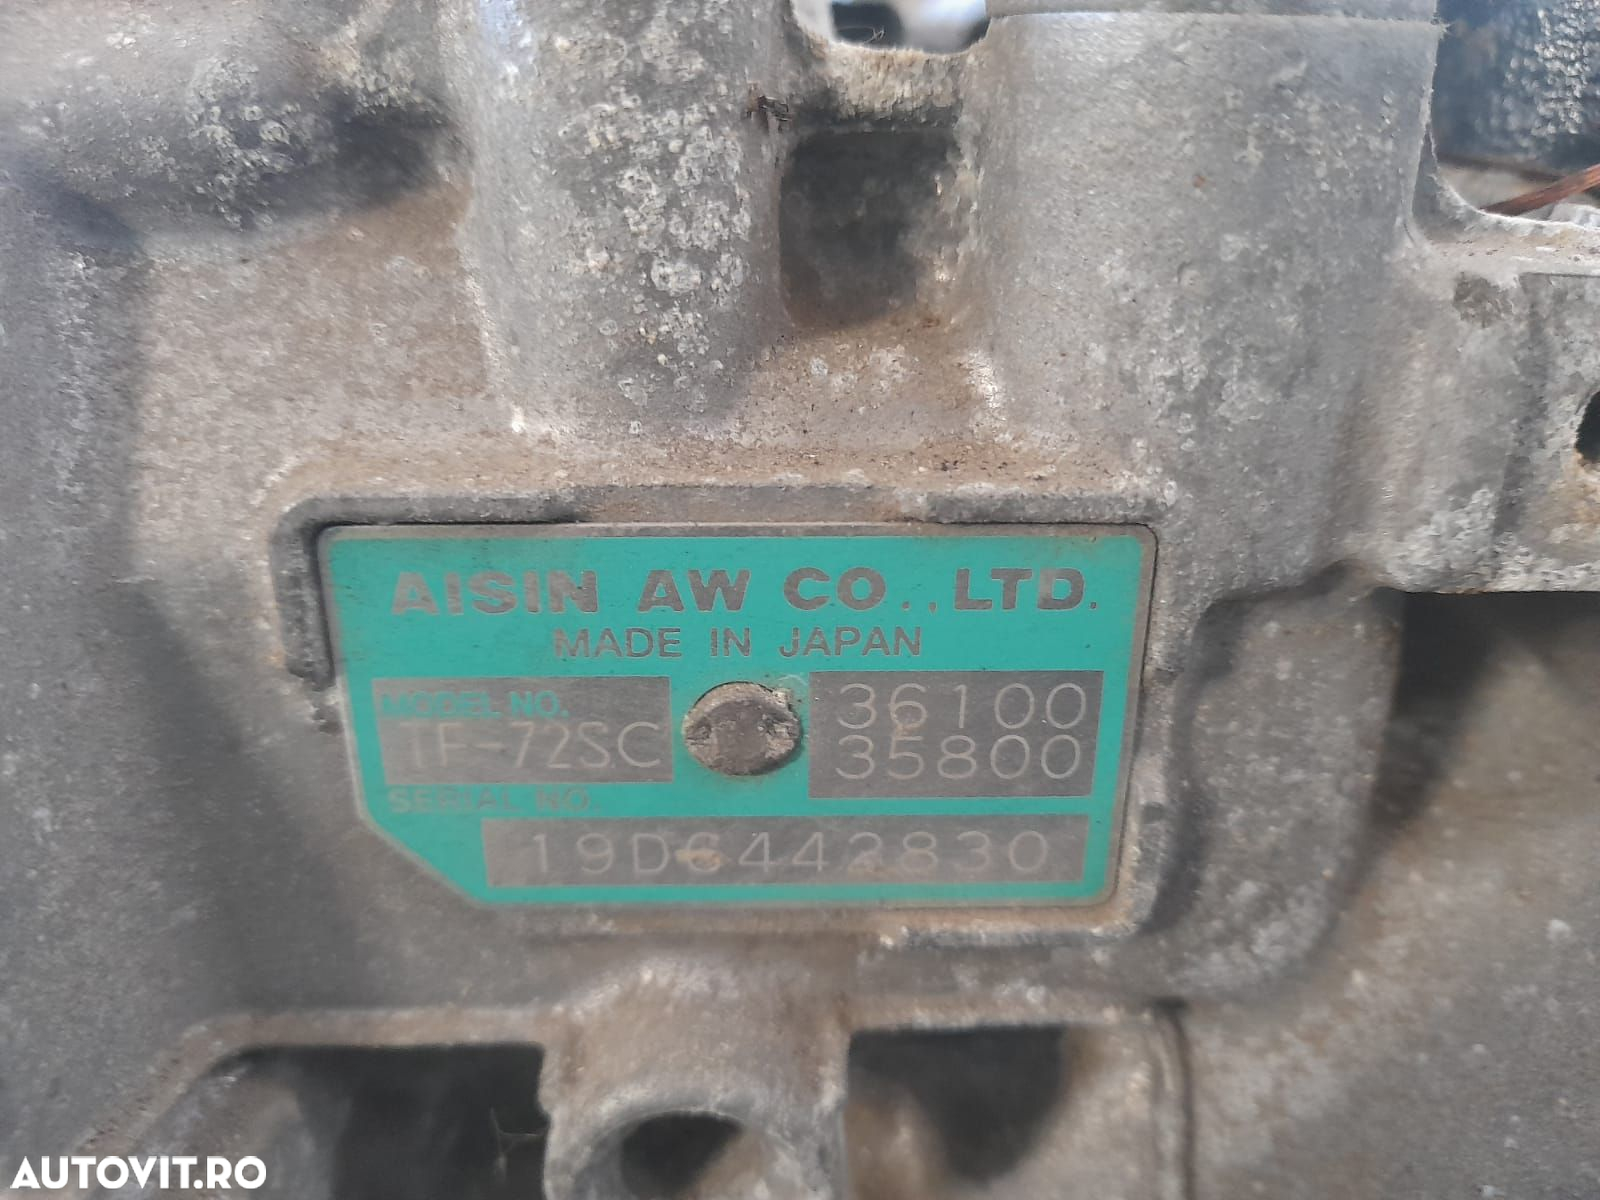 AISIN AW CO., LTD.
MADE IN JAPAN
MODEL NO.
TF-72SC
36100
35800
SERIAL NO.
19D6442830
AUTOVIT.RO